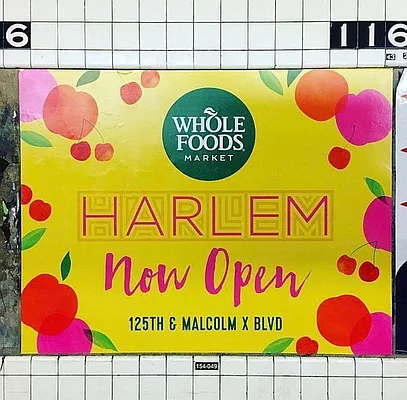 6
116
WHOLE
FOODS
MARKET
HARLEM
Now Open
125TH & MALCOLM X BLVD
154-049